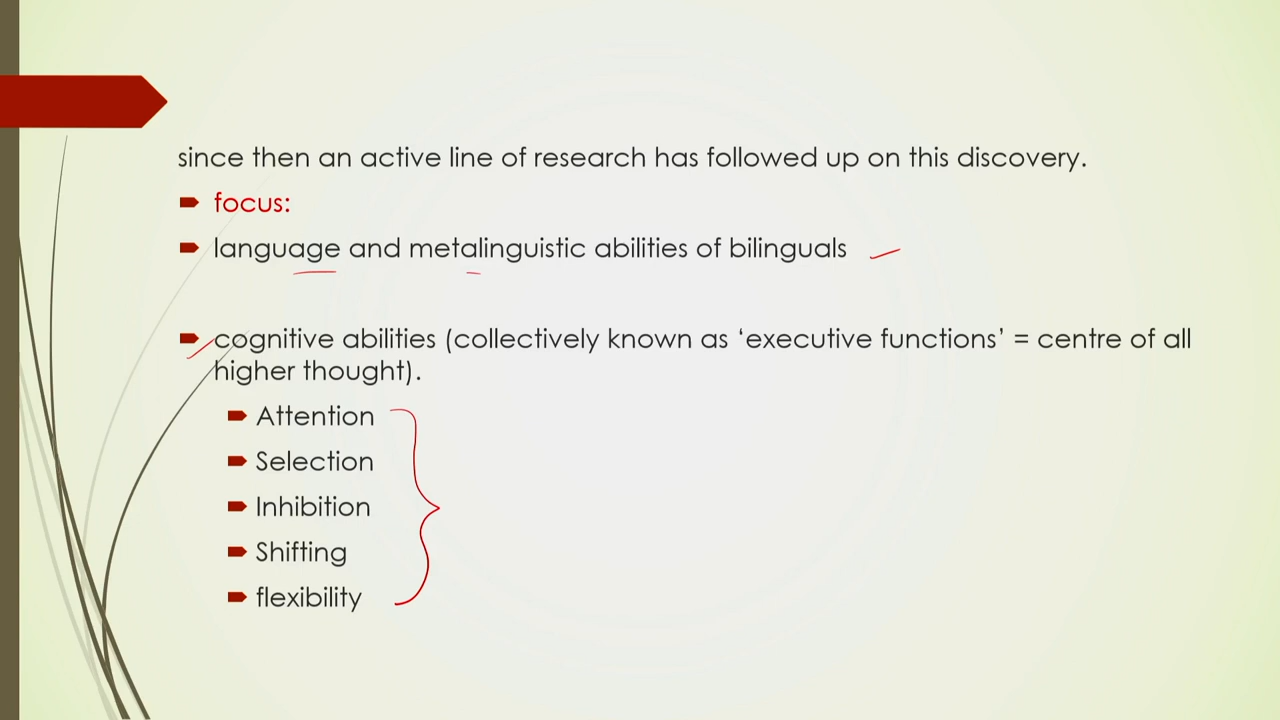 since then an active line of research has followed up on this discovery.
focus:
language and metalinguistic abilities of bilinguals
cognitive abilities (collectively known as ‘executive functions’ = centre of all
higher thought).
Attention
Selection
Inhibition
Shifting
flexibility